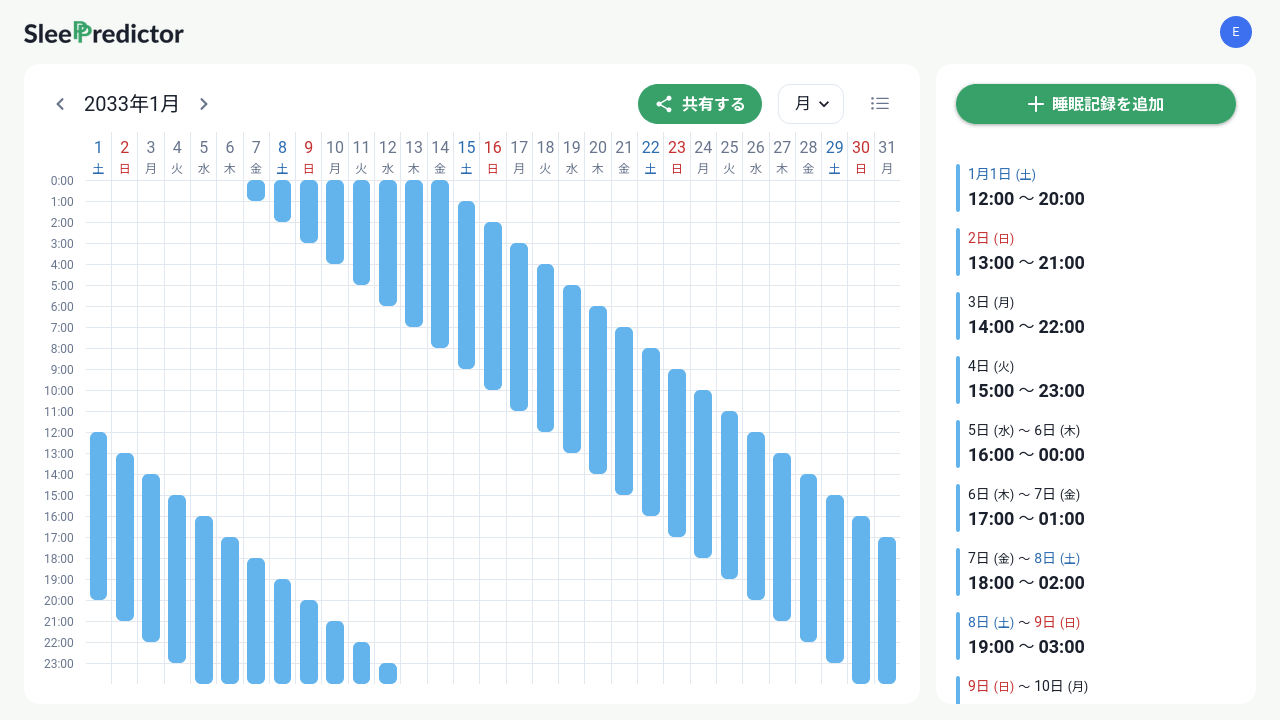 SleePredictor
E
2033年1月
共有する
月
睡眠記録を追加
1 2 3 4 5 6 7 8 9 10 11 12 13 14 15 16 17 18 19 20 21 22 23 24 25 26 27 28 29 30 31
土 日 月 火 水 木 金 土 日 月 火 水 木 金 土 日 月 火 水 木 金 土 日 月 火 水 木 金 土 日 月
0:00
1:00
2:00
3:00
4:00
5:00
6:00
7:00
8:00
9:00
10:00
11:00
12:00
13:00
14:00
15:00
16:00
17:00
18:00
19:00
20:00
21:00
22:00
23:00
1月1日 (土)
12:00 〜 20:00
2日 (日)
13:00 〜 21:00
3日 (月)
14:00 〜 22:00
4日 (火)
15:00 〜 23:00
5日 (水) 〜 6日 (木)
16:00 〜 00:00
6日 (木) 〜 7日 (金)
17:00 〜 01:00
7日 (金) 〜 8日 (土)
18:00 〜 02:00
8日 (土) 〜 9日 (日)
19:00 〜 03:00
9日 (日) 〜 10日 (月)